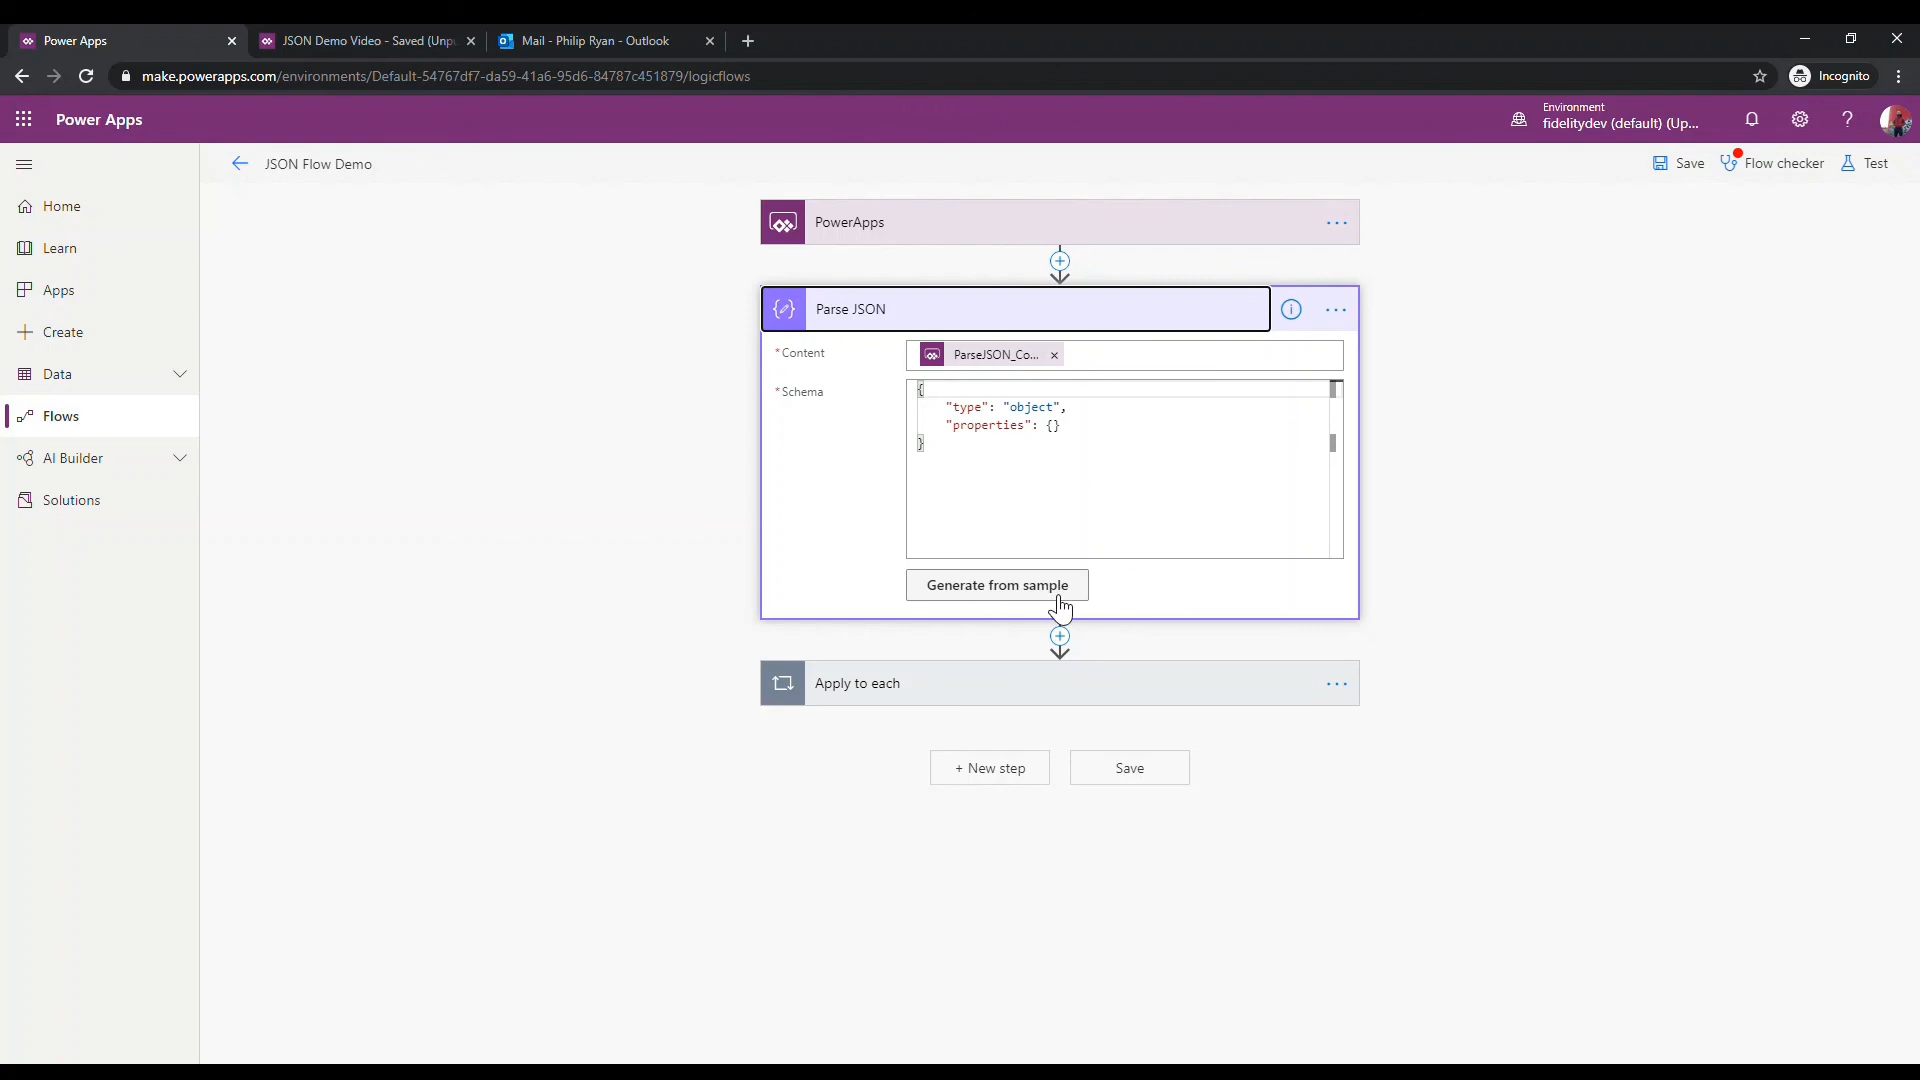 Power Apps
JSON Demo Video - Saved (Unp
Mail - Philip Ryan - Outlook
make.powerapps.com/environments/Default-54767df7-da59-41a6-95d6-84787c451879/logicflows
Incognito
Power Apps
Environment
fidelitydev (default) (Up...
JSON Flow Demo
Save
Flow checker
Test
Home
Learn
Apps
Create
Data
Flows
AI Builder
Solutions
PowerApps
Parse JSON
*Content
ParseJSON_Co...
*Schema
{
"type": "object",
"properties": {}
}
Generate from sample
Apply to each
+ New step
Save